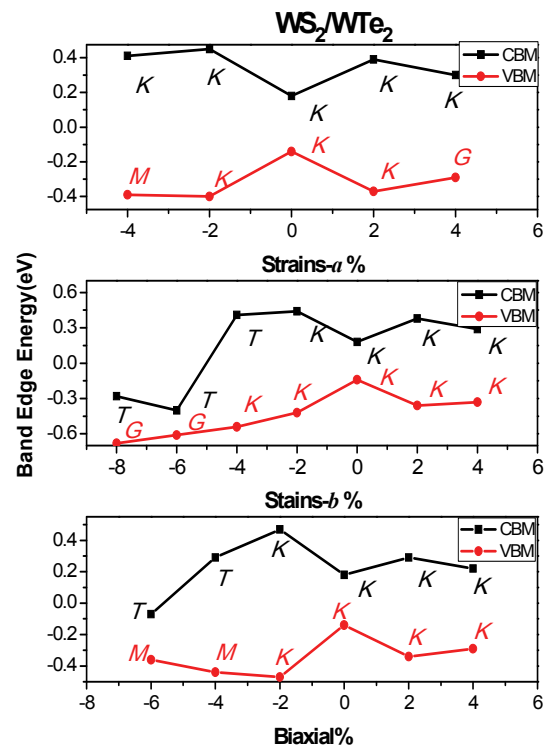 WS₂/WTe₂
Band Edge Energy(eV)
0.4
0.2
0.0
-0.2
-0.4
CBM
VBM
K K K K K
M K K K G
-4 -2 0 2 4 6
Strains-a %
0.6
0.3
0.0
-0.3
-0.6
CBM
VBM
T T T K K K K
G G K K K K K
-8 -6 -4 -2 0 2 4 6
Stains-b %
0.4
0.2
0.0
-0.2
-0.4
CBM
VBM
T T K K K K
M M K K K K
-8 -6 -4 -2 0 2 4 6
Biaxial%